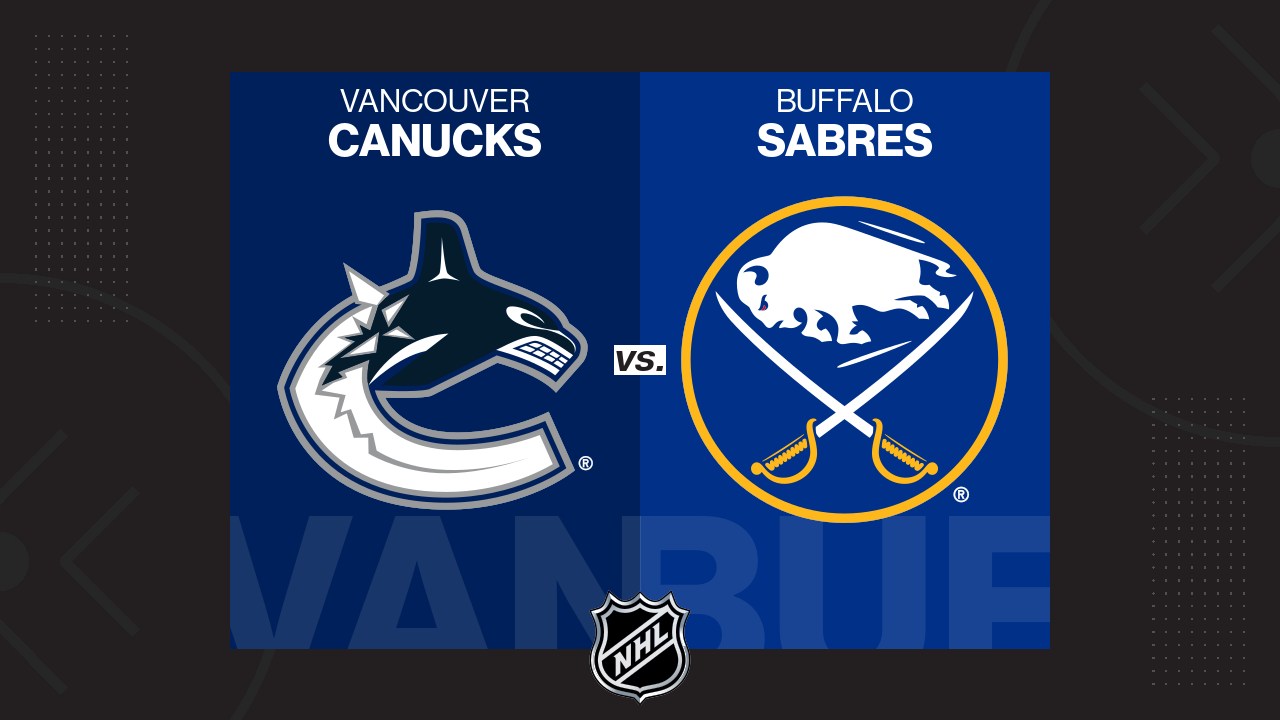 VANCOUVER
CANUCKS
BUFFALO
SABRES
vs.
®
®
VAN
BUF
NHL